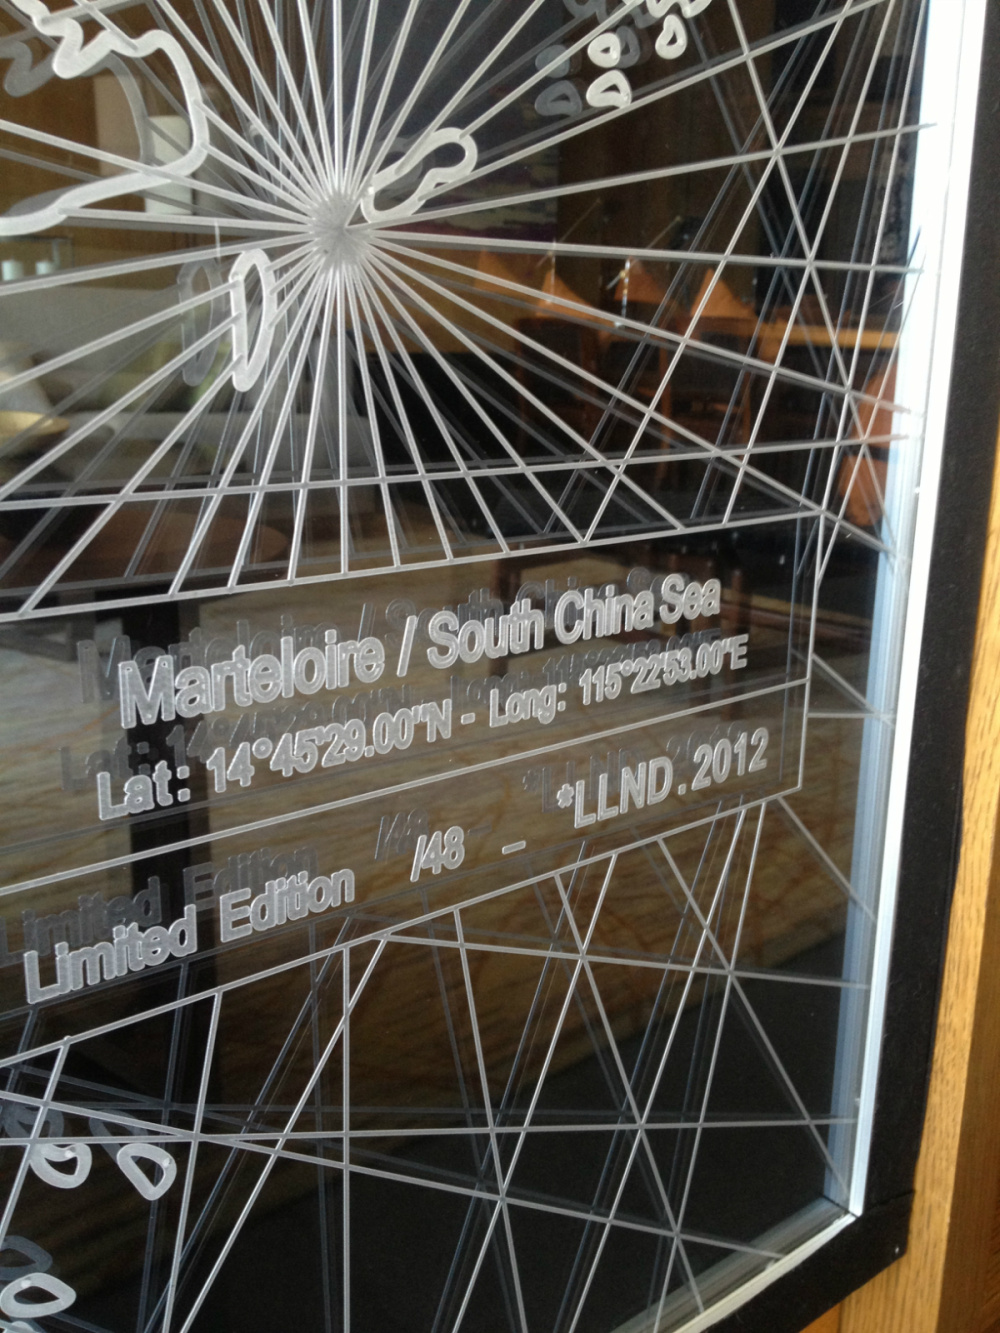 Marteloire / South China Sea
Lat: 14°45'29.00"N - Long: 115°22'53.00"E
Limited Edition /48 - *LLND.2012